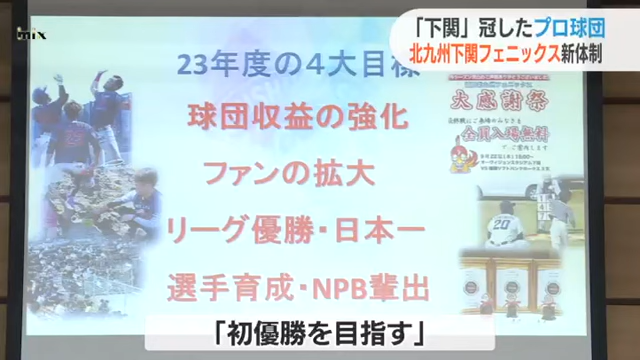 mix
「下関」冠したプロ球団
北九州下関フェニックス新体制
23年度の4大目標
球団収益の強化
ファンの拡大
リーグ優勝・日本一
選手育成・NPB輩出
大感謝祭
全員入場無料
20
「初優勝を目指す」